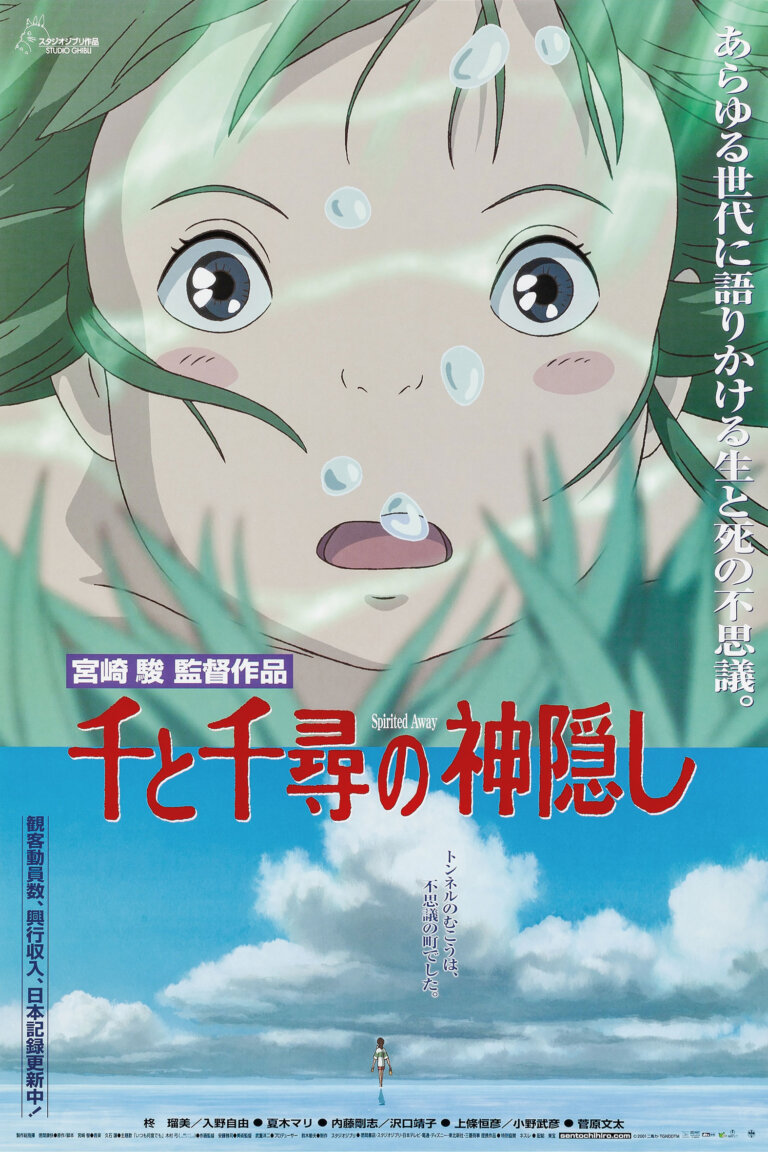 スタジオジブリ作品
STUDIO GHIBLI
あらゆる世代に語りかける生と死の不思議。
宮崎 駿 監督作品
Spirited Away
千と千尋の神隠し
トンネルのむこうは、
不思議の町でした。
観客動員数、興行収入、日本記録更新中!
柊 瑠美/入野自由●夏木マリ●内藤剛志/沢口靖子●上條恒彦/小野武彦●菅原文太
sentochihiro.com